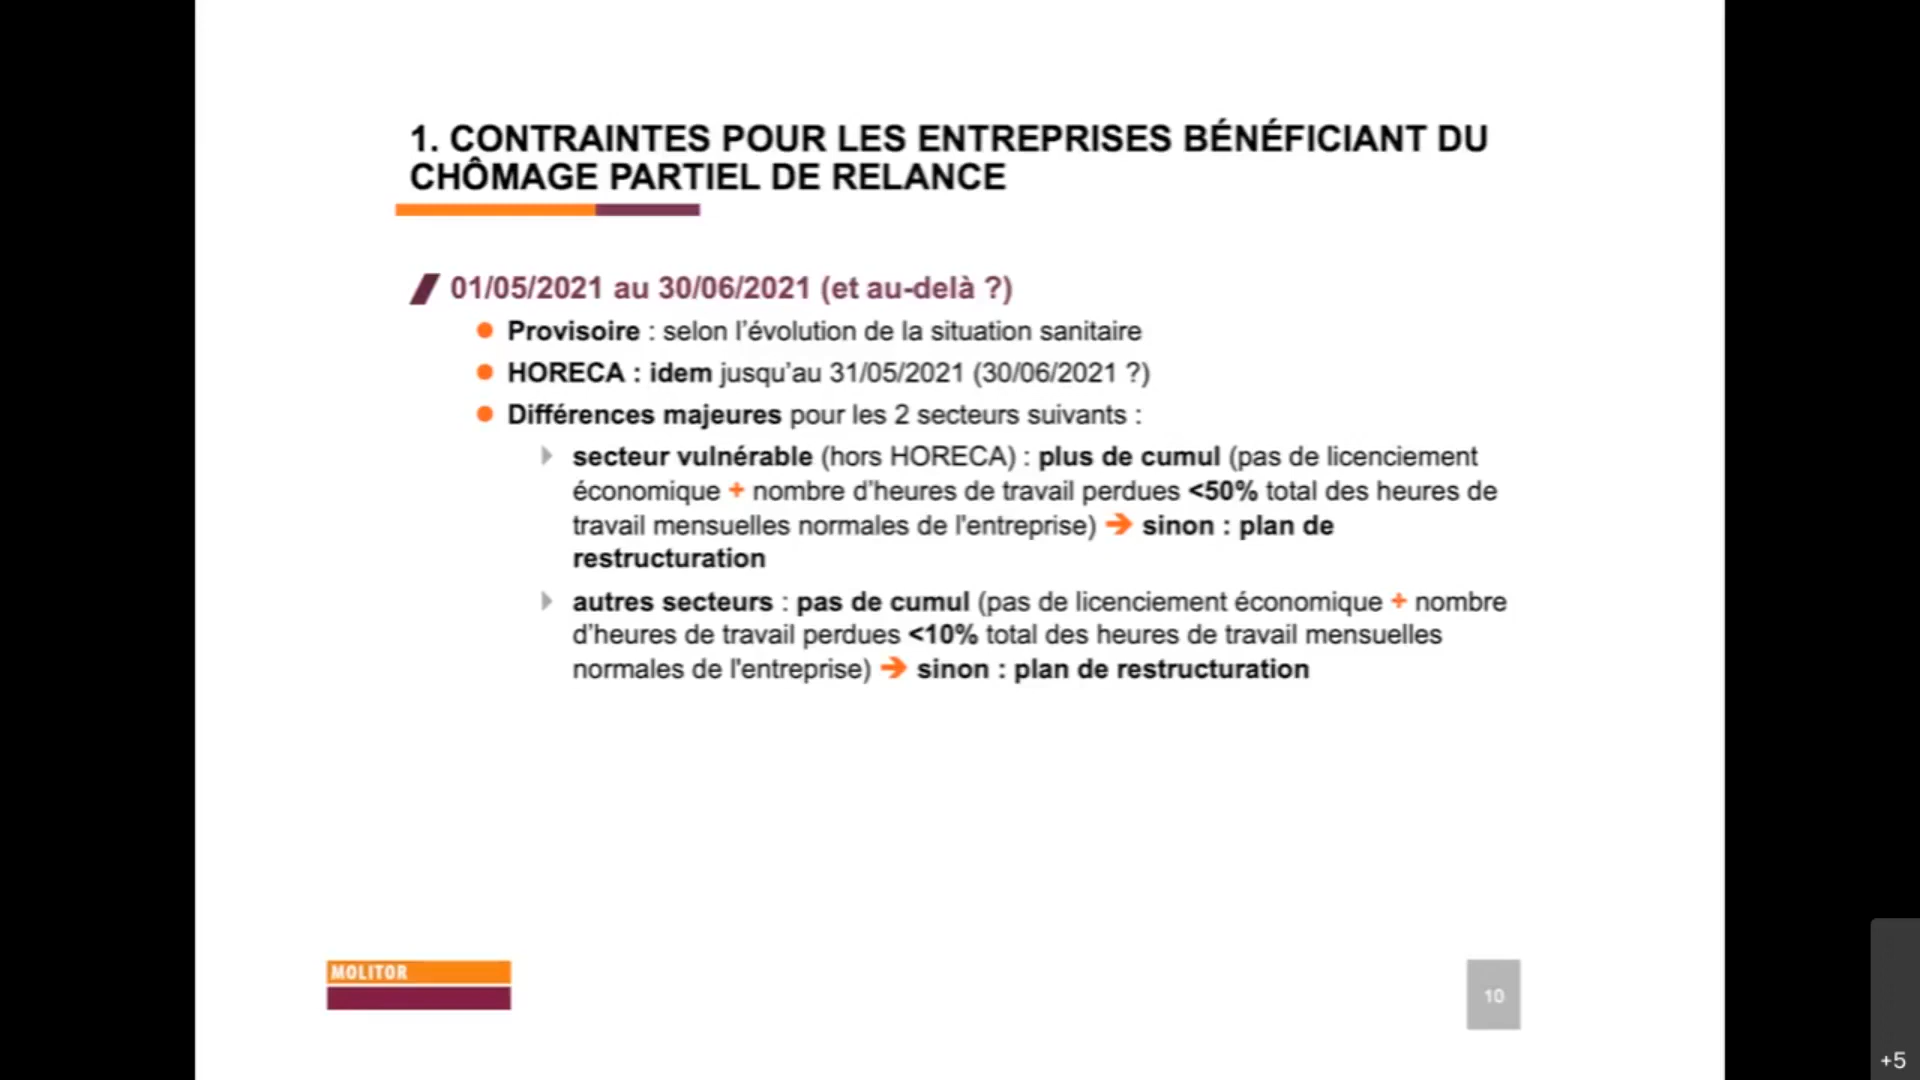 1. CONTRAINTES POUR LES ENTREPRISES BÉNÉFICIANT DU
CHÔMAGE PARTIEL DE RELANCE
01/05/2021 au 30/06/2021 (et au-delà ?)
Provisoire : selon l’évolution de la situation sanitaire
HORECA : idem jusqu’au 31/05/2021 (30/06/2021 ?)
Différences majeures pour les 2 secteurs suivants :
secteur vulnérable (hors HORECA) : plus de cumul (pas de licenciement
économique + nombre d’heures de travail perdues <50% total des heures de
travail mensuelles normales de l'entreprise) ➔ sinon : plan de
restructuration
autres secteurs : pas de cumul (pas de licenciement économique + nombre
d’heures de travail perdues <10% total des heures de travail mensuelles
normales de l'entreprise) ➔ sinon : plan de restructuration
MOLITOR
10
+5